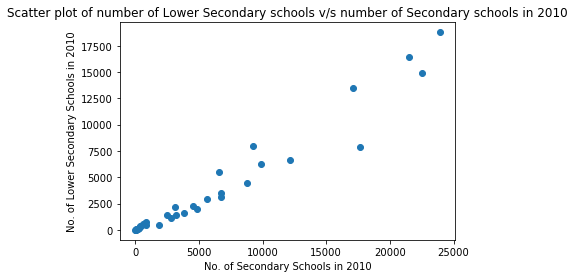 Scatter plot of number of Lower Secondary schools v/s number of Secondary schools in 2010
No. of Lower Secondary Schools in 2010
17500
15000
12500
10000
7500
5000
2500
0
0 5000 10000 15000 20000 25000
No. of Secondary Schools in 2010